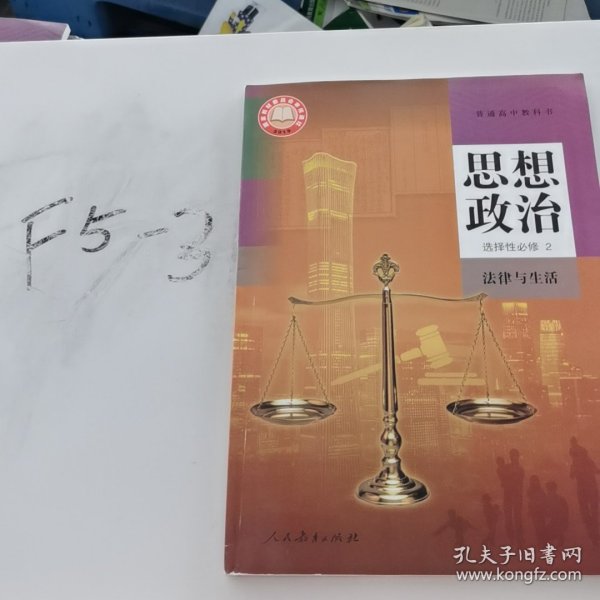 普通高中教科书
思想
政治
选择性必修 2
法律与生活
2019
人民教育出版社
F5-3
孔夫子旧书网
www.kongfz.com